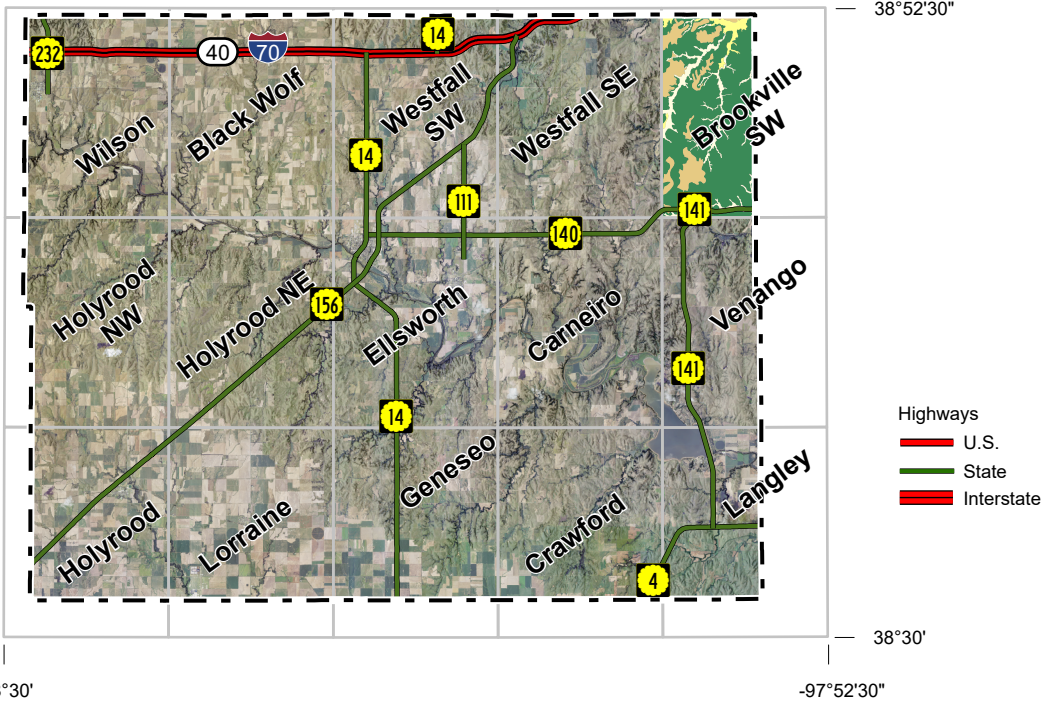 38°52'30"
14
232
40
70
Wilson
Black Wolf
Westfall
SW
Westfall SE
Brookville
SW
14
111
141
140
Holyrood
NW
Holyrood NE
156
Ellsworth
Carneiro
Venango
141
14
Highways
U.S.
State
Interstate
Holyrood
Lorraine
Geneseo
Crawford
Langley
4
38°30'
°30'
-97°52'30"